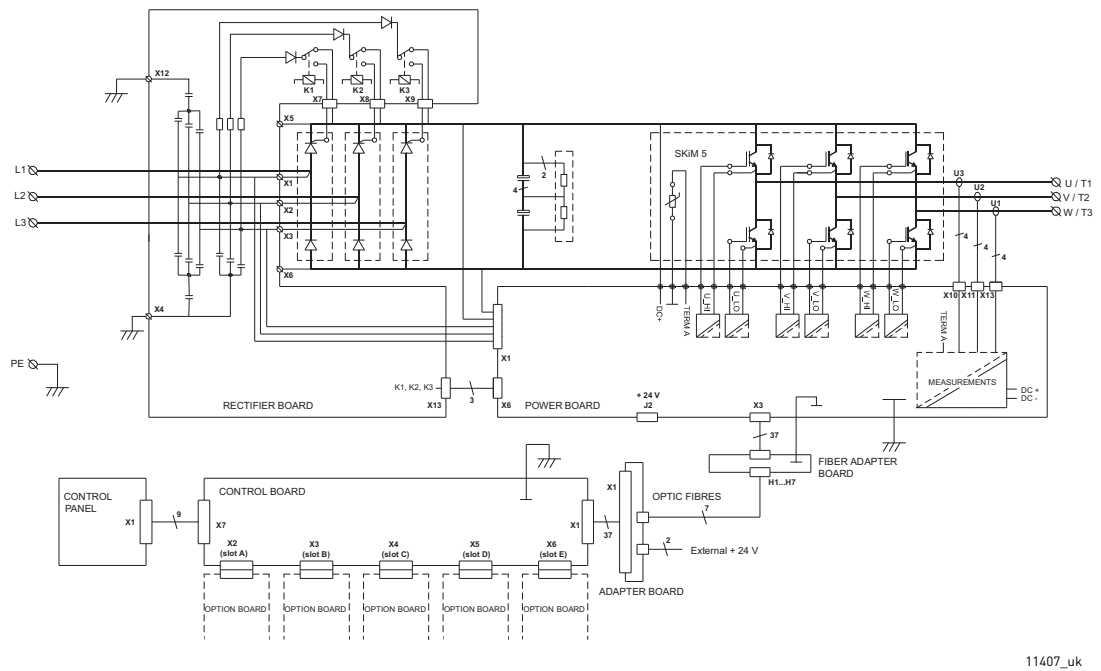 X12
K1
K2
K3
X7
X8
X9
X5
SKiM 5
L1
X1
L2
X2
L3
X3
4
2
U3
U2
U1
U / T1
V / T2
W / T3
4
4
4
X6
X4
DC+
TERM A
U_HI
U_LO
V_HI
V_LO
W_HI
W_LO
X10
X11
X13
TERM A
MEASUREMENTS
DC +
DC -
X1
PE
K1, K2, K3
3
X13
X6
RECTIFIER BOARD
POWER BOARD
+ 24 V
J2
X3
37
FIBER ADAPTER
BOARD
H1...H7
CONTROL
PANEL
X1
9
X7
CONTROL BOARD
X1
37
X1
OPTIC FIBRES
7
2
External + 24 V
ADAPTER BOARD
X2
(slot A)
X3
(slot B)
X4
(slot C)
X5
(slot D)
X6
(slot E)
OPTION BOARD
OPTION BOARD
OPTION BOARD
OPTION BOARD
OPTION BOARD
11407_uk